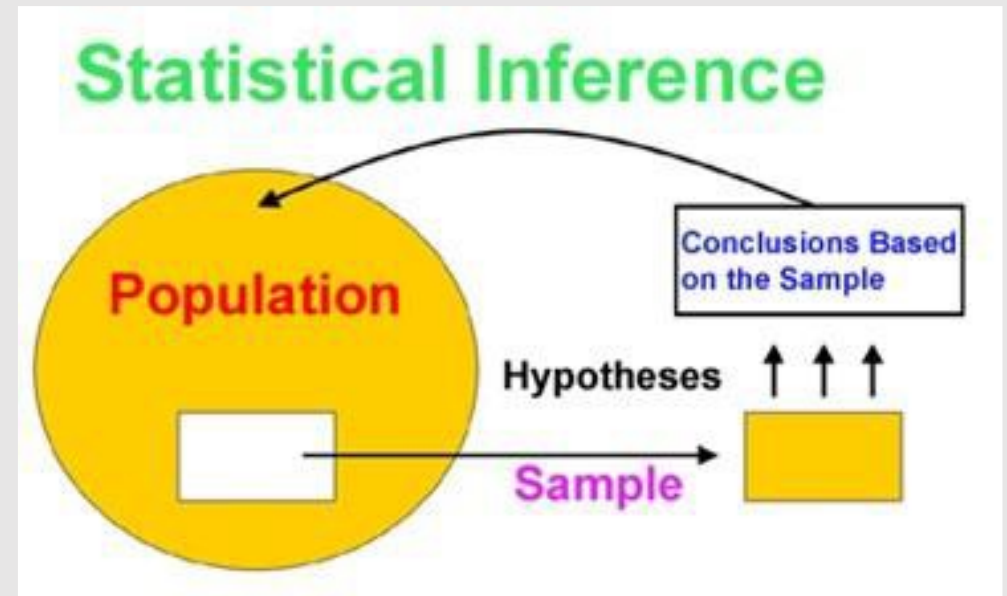 Statistical Inference
Population
Conclusions Based
on the Sample
Hypotheses
Sample